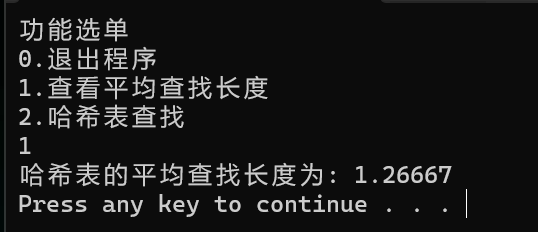 功能选单
0.退出程序
1.查看平均查找长度
2.哈希表查找
1
哈希表的平均查找长度为: 1.26667
Press any key to continue . . .